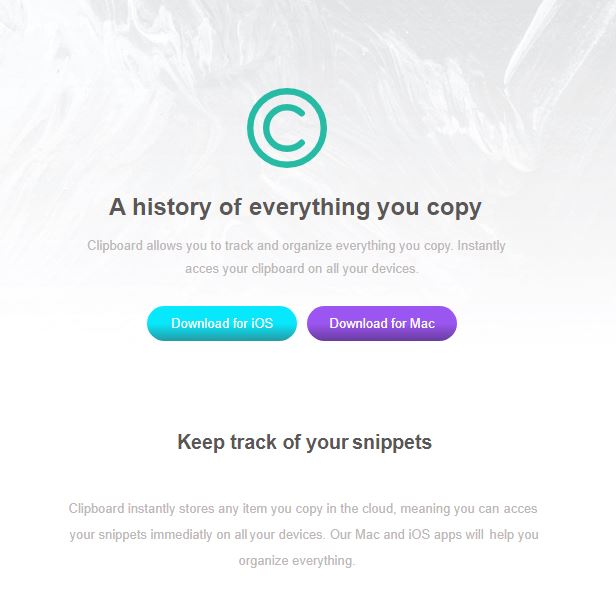 A history of everything you copy
Clipboard allows you to track and organize everything you copy. Instantly
acces your clipboard on all your devices.
Download for iOS
Download for Mac
Keep track of your snippets
Clipboard instantly stores any item you copy in the cloud, meaning you can acces
your snippets immediatly on all your devices. Our Mac and iOS apps will help you
organize everything.